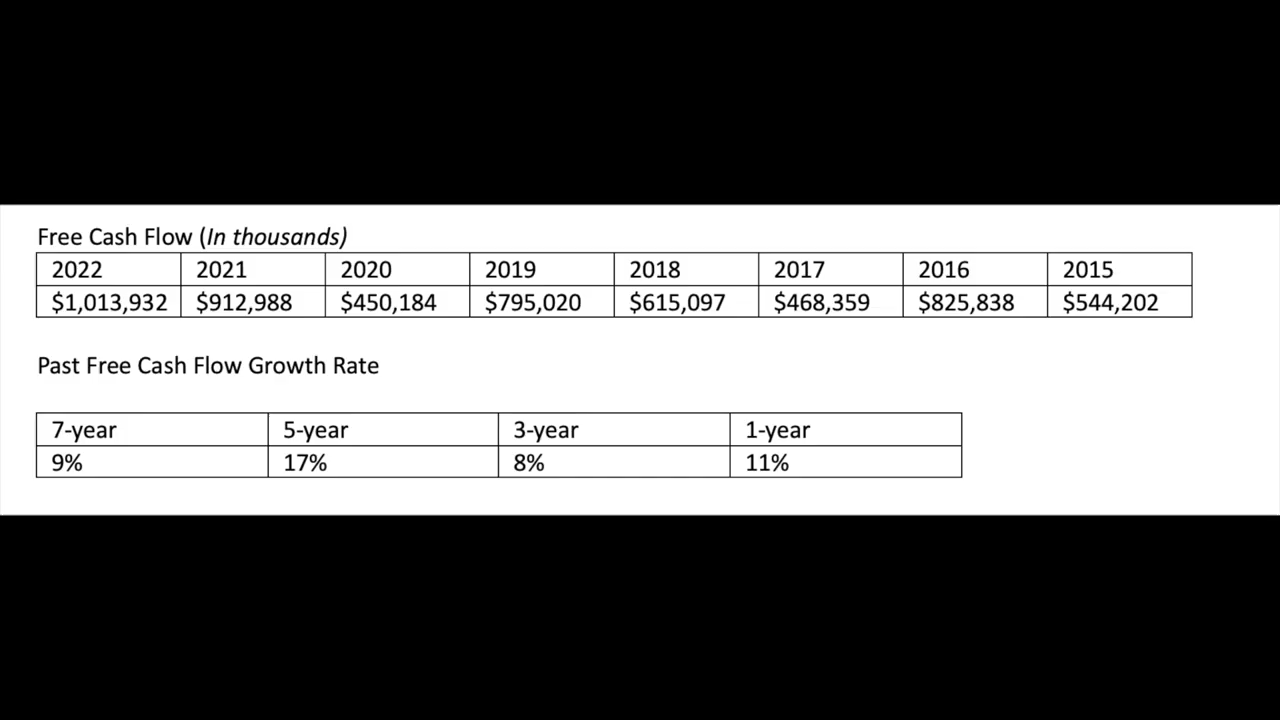 Free Cash Flow (In thousands)
2022 2021 2020 2019 2018 2017 2016 2015
$1,013,932 $912,988 $450,184 $795,020 $615,097 $468,359 $825,838 $544,202
Past Free Cash Flow Growth Rate
7-year 5-year 3-year 1-year
9% 17% 8% 11%